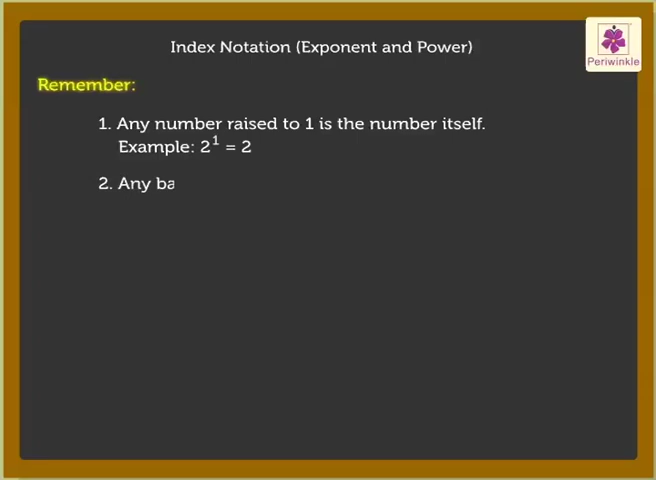 Index Notation (Exponent and Power)
Periwinkle
Remember:
1. Any number raised to 1 is the number itself.
Example: 2¹ = 2
2. Any ba